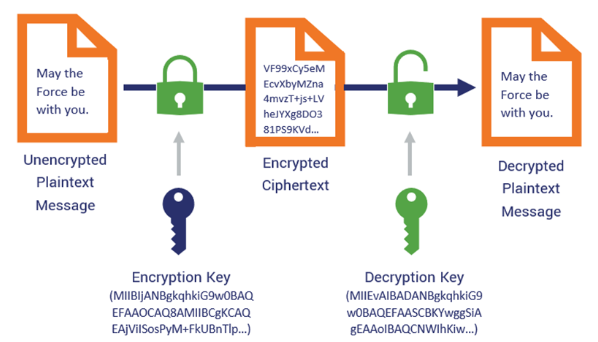 May the
Force be
with you.
Unencrypted
Plaintext
Message
VF99xCy5eM
EcvXbyMZna
4mvzT+js+LV
heJYXg8DO3
81PS9KVd...
Encrypted
Ciphertext
May the
Force be
with you.
Decrypted
Plaintext
Message
Encryption Key
(MIIBIjANBgkqhkiG9w0BAQ
EFAAOCAQ8AMIIBCgKCAQ
EAjVilSosPyM+FkUBnTlp...)
Decryption Key
(MIIEvAIBADANBgkqhkiG9
w0BAQEFAASCBKYwggSiA
gEAAoIBAQCNWIhKiw...)